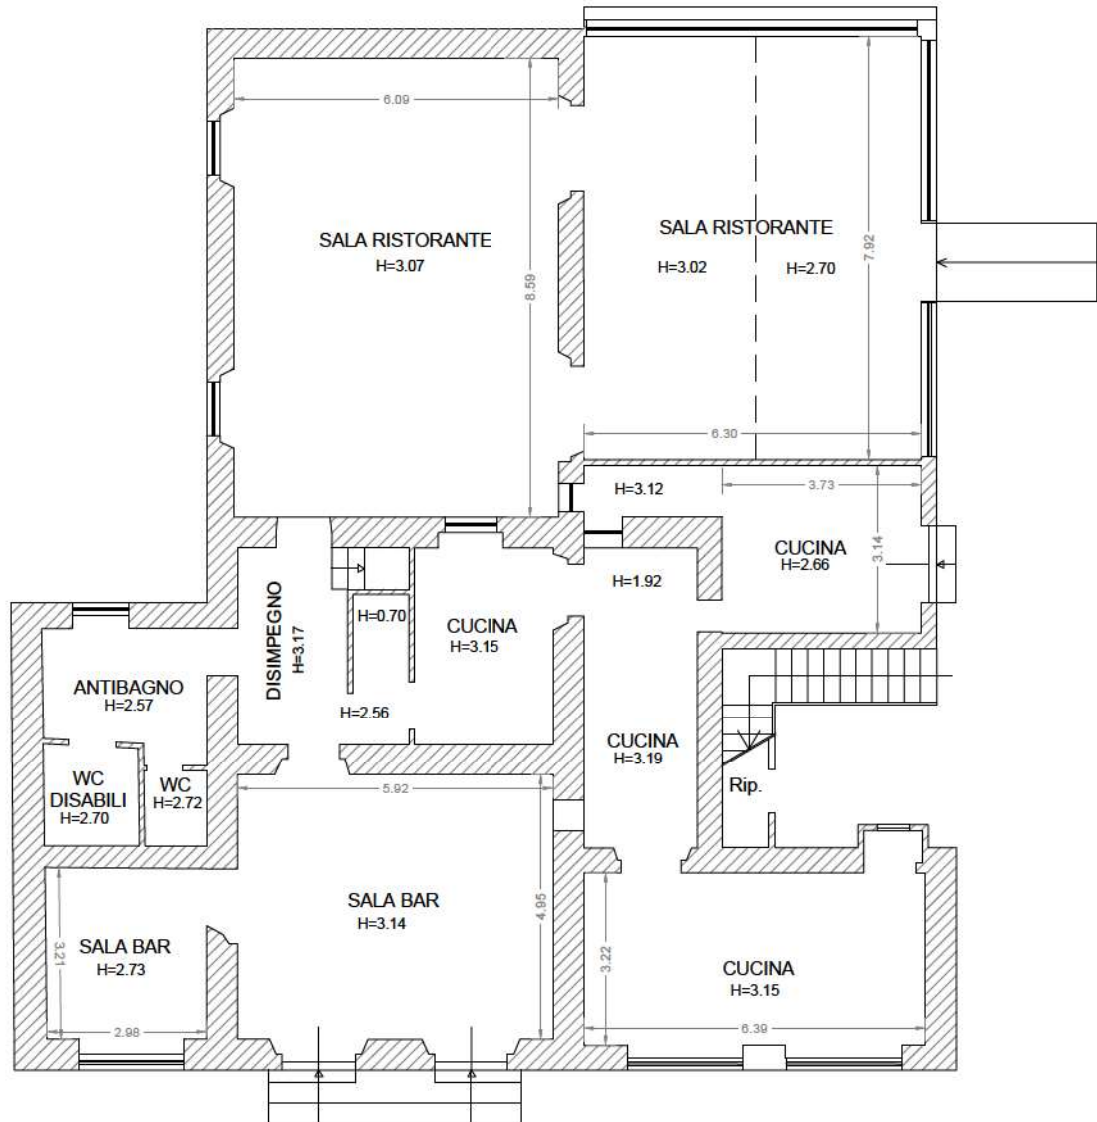 6.09
SALA RISTORANTE
H=3.07
8.59
SALA RISTORANTE
H=3.02
H=2.70
7.92
6.30
H=3.12
3.73
CUCINA
H=2.66
3.14
H=1.92
DISIMPEGNO
H=3.17
H=0.70
CUCINA
H=3.15
H=2.56
ANTIBAGNO
H=2.57
WC
DISABILI
H=2.70
WC
H=2.72
CUCINA
H=3.19
Rip.
5.92
SALA BAR
H=3.14
4.95
3.21
SALA BAR
H=2.73
2.98
3.22
CUCINA
H=3.15
6.39